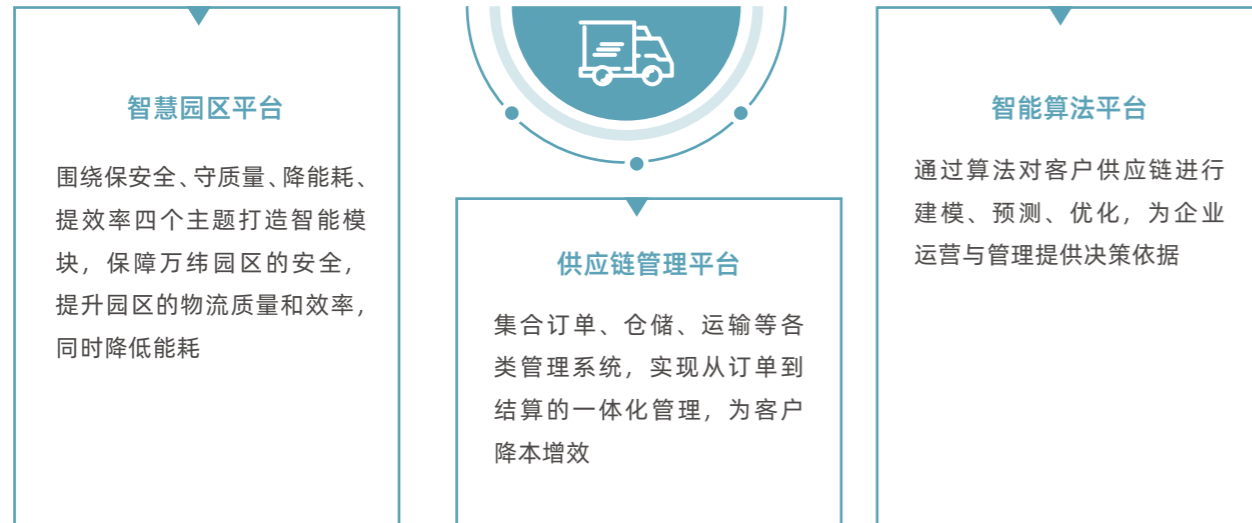 智慧园区平台
围绕保安全、守质量、降能耗、
提效率四个主题打造智能模
块，保障万纬园区的安全，
提升园区的物流质量和效率，
同时降低能耗
供应链管理平台
集合订单、仓储、运输等各
类管理系统，实现从订单到
结算的一体化管理，为客户
降本增效
智能算法平台
通过算法对客户供应链进行
建模、预测、优化，为企业
运营与管理提供决策依据